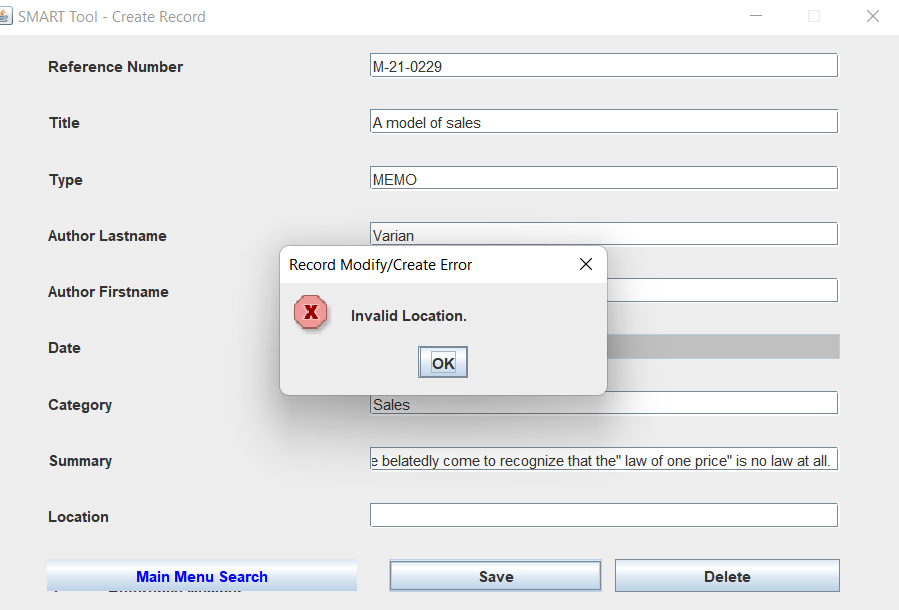 SMART Tool - Create Record
Reference Number M-21-0229
Title A model of sales
Type MEMO
Author Lastname Varian
Record Modify/Create Error
Author Firstname
Invalid Location.
Date
OK
Category Sales
Summary e belatedly come to recognize that the" law of one price" is no law at all.
Location
Main Menu Search Save Delete